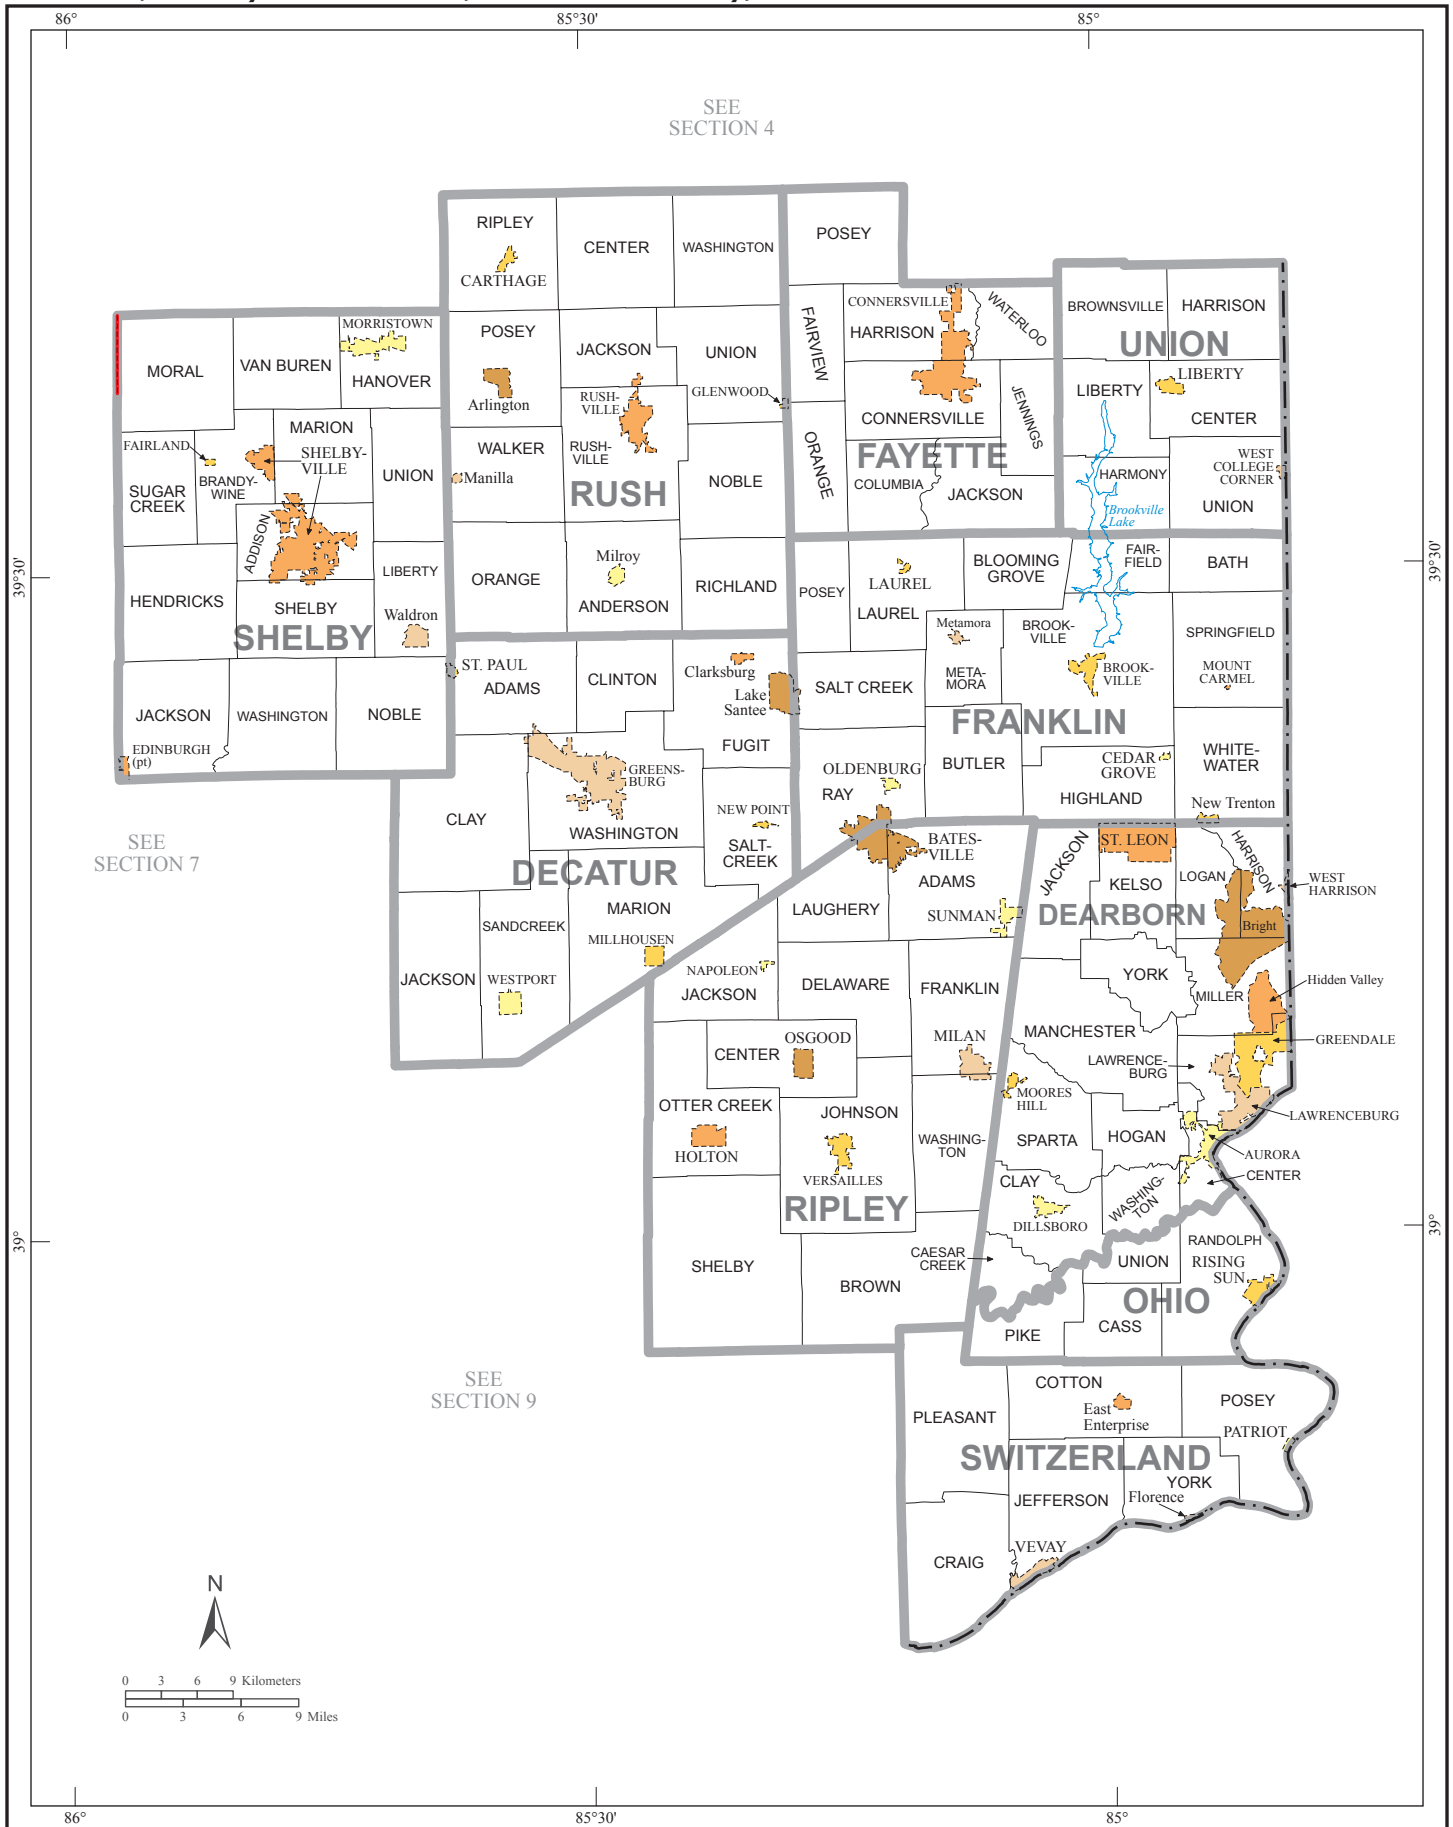 86°
85°30'
85°
SEE
SECTION 4
RIPLEY
CARTHAGE
CENTER
WASHINGTON
POSEY
CONNERSVILLE
HARRISON
WATERLOO
FAIRVIEW
BROWNSVILLE
HARRISON
UNION
MORRISTOWN
MORAL
VAN BUREN
HANOVER
POSEY
Arlington
JACKSON
UNION
RUSH-
VILLE
GLENWOOD
CONNERSVILLE
JENNINGS
LIBERTY
LIBERTY
CENTER
FAIRLAND
MARION
SHELBY-
VILLE
BRANDY-
WINE
SUGAR
CREEK
UNION
WALKER
Manilla
RUSH-
VILLE
RUSH
NOBLE
ORANGE
FAYETTE
COLUMBIA
JACKSON
HARMONY
WEST
COLLEGE
CORNER
UNION
Brookville
Lake
ADDISON
39°30'
39°30'
HENDRICKS
LIBERTY
SHELBY
Waldron
SHELBY
ORANGE
Milroy
ANDERSON
RICHLAND
POSEY
LAUREL
LAUREL
BLOOMING
GROVE
FAIR-
FIELD
BATH
Metamora
META-
MORA
BROOK-
VILLE
BROOK-
VILLE
SPRINGFIELD
MOUNT
CARMEL
ST. PAUL
ADAMS
CLINTON
Clarksburg
Lake
Santee
FUGIT
SALT CREEK
FRANKLIN
JACKSON
WASHINGTON
NOBLE
EDINBURGH
(pt)
CLAY
GREENS-
BURG
WASHINGTON
NEW POINT
SALT-
CREEK
OLDENBURG
RAY
BUTLER
CEDAR
GROVE
HIGHLAND
WHITE-
WATER
New Trenton
SEE
SECTION 7
DECATUR
BATES-
VILLE
ADAMS
LAUGHERY
SUNMAN
JACKSON
ST. LEON
KELSO
LOGAN
HARRISON
WEST
HARRISON
DEARBORN
Bright
SANDCREEK
MARION
MILLHOUSEN
JACKSON
WESTPORT
NAPOLEON
JACKSON
DELAWARE
FRANKLIN
YORK
MILLER
Hidden Valley
CENTER
OSGOOD
MILAN
MANCHESTER
LAWRENCE-
BURG
GREENDALE
OTTER CREEK
HOLTON
JOHNSON
VERSAILLES
WASHING-
TON
MOORES
HILL
SPARTA
HOGAN
LAWRENCEBURG
AURORA
CENTER
RIPLEY
CLAY
DILLSBORO
WASHING-
TON
39°
39°
SHELBY
BROWN
CAESAR
CREEK
UNION
RANDOLPH
RISING
SUN
OHIO
PIKE
CASS
SEE
SECTION 9
PLEASANT
COTTON
East
Enterprise
POSEY
PATRIOT
SWITZERLAND
JEFFERSON
YORK
Florence
CRAIG
VEVAY
N
0 3 6 9 Kilometers
0 3 6 9 Miles
86°
85°30'
85°